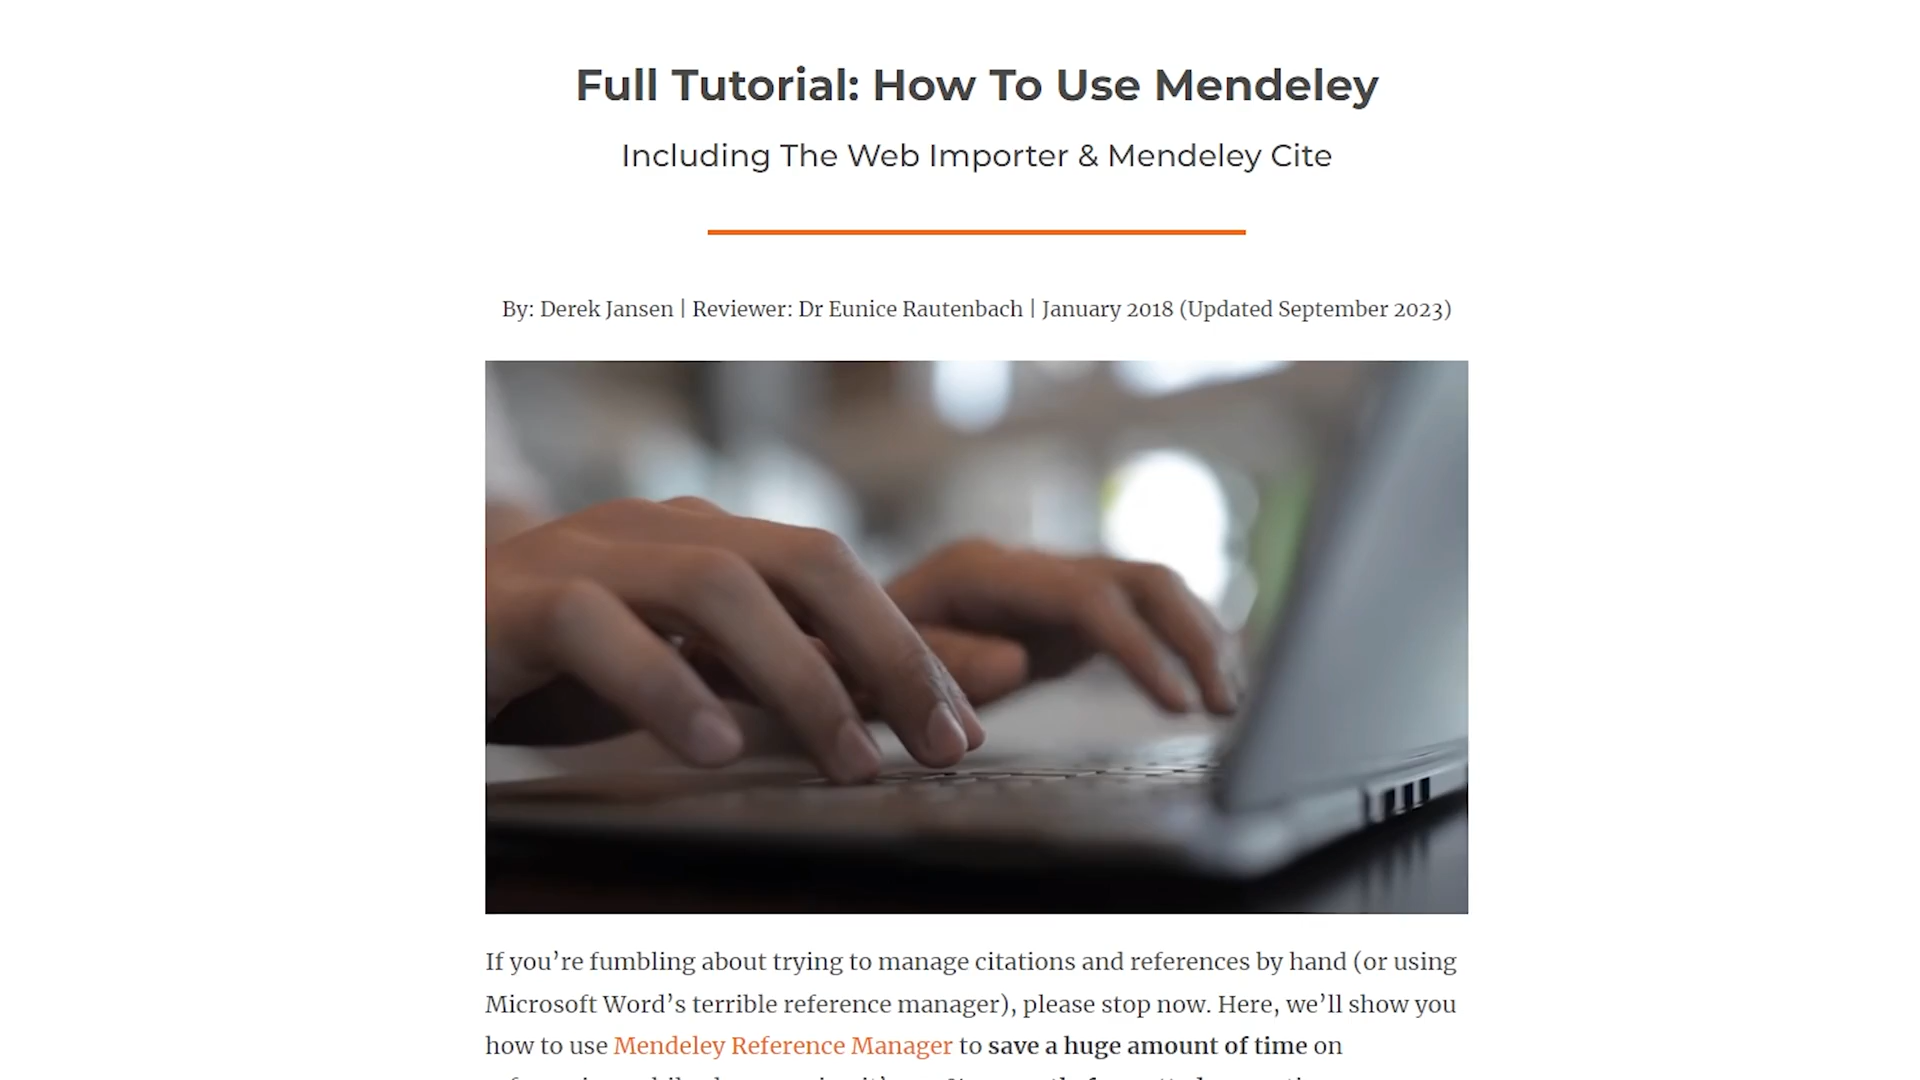 Full Tutorial: How To Use Mendeley
Including The Web Importer & Mendeley Cite
By: Derek Jansen | Reviewer: Dr Eunice Rautenbach | January 2018 (Updated September 2023)
If you’re fumbling about trying to manage citations and references by hand (or using
Microsoft Word’s terrible reference manager), please stop now. Here, we’ll show you
how to use Mendeley Reference Manager to save a huge amount of time on